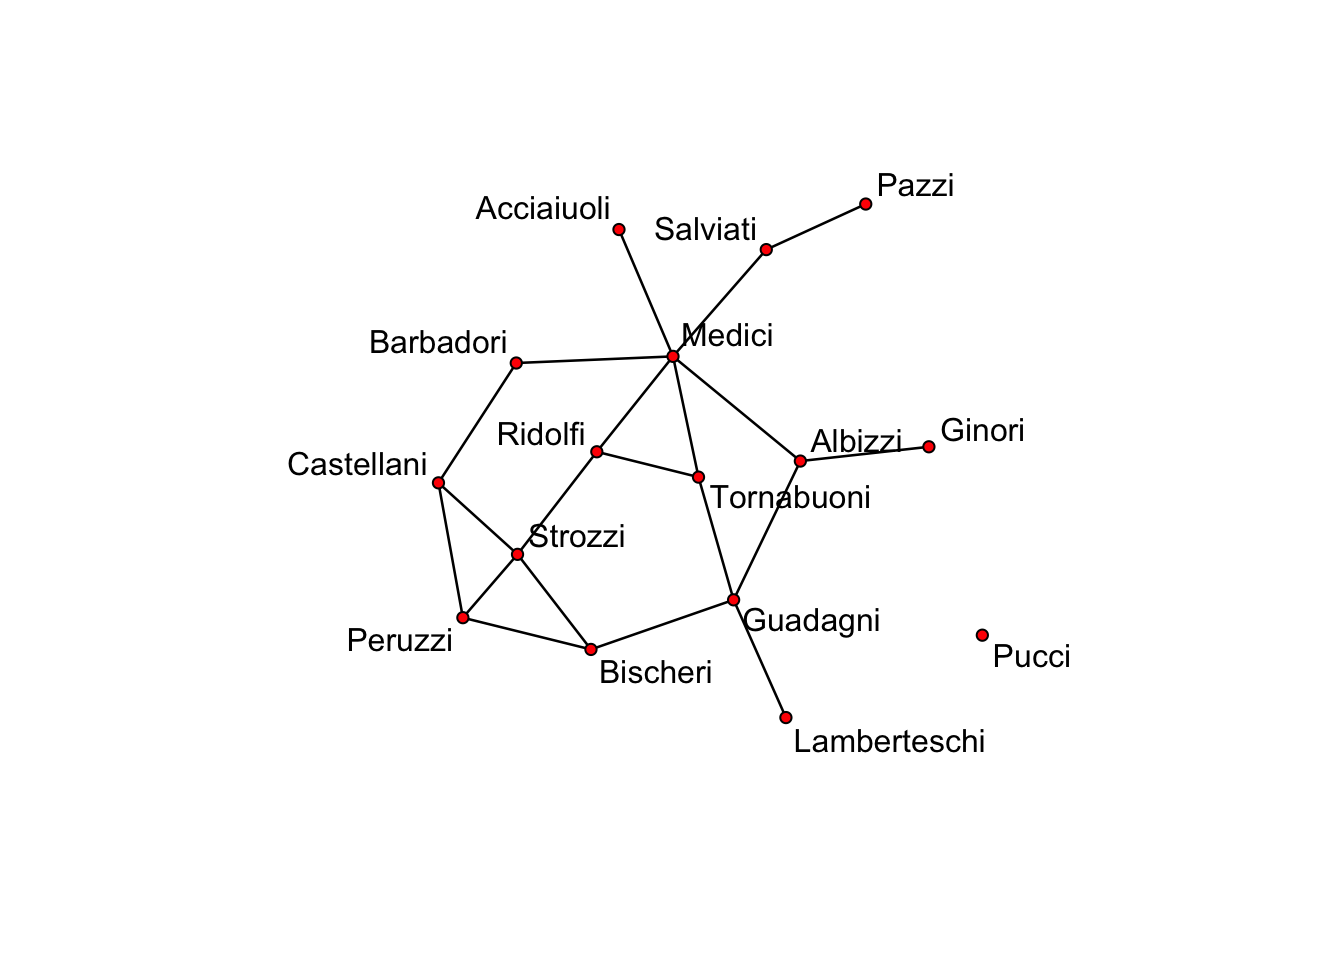 Pazzi
Acciaiuoli
Salviati
Medici
Barbadori
Ginori
Ridolfi
Albizzi
Castellani
Tornabuoni
Strozzi
Guadagni
Peruzzi
Pucci
Bischeri
Lamberteschi